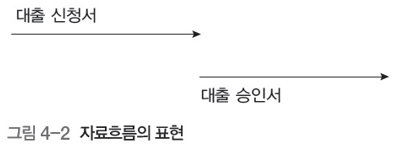 대출 신청서
대출 승인서
그림 4-2 자료흐름의 표현